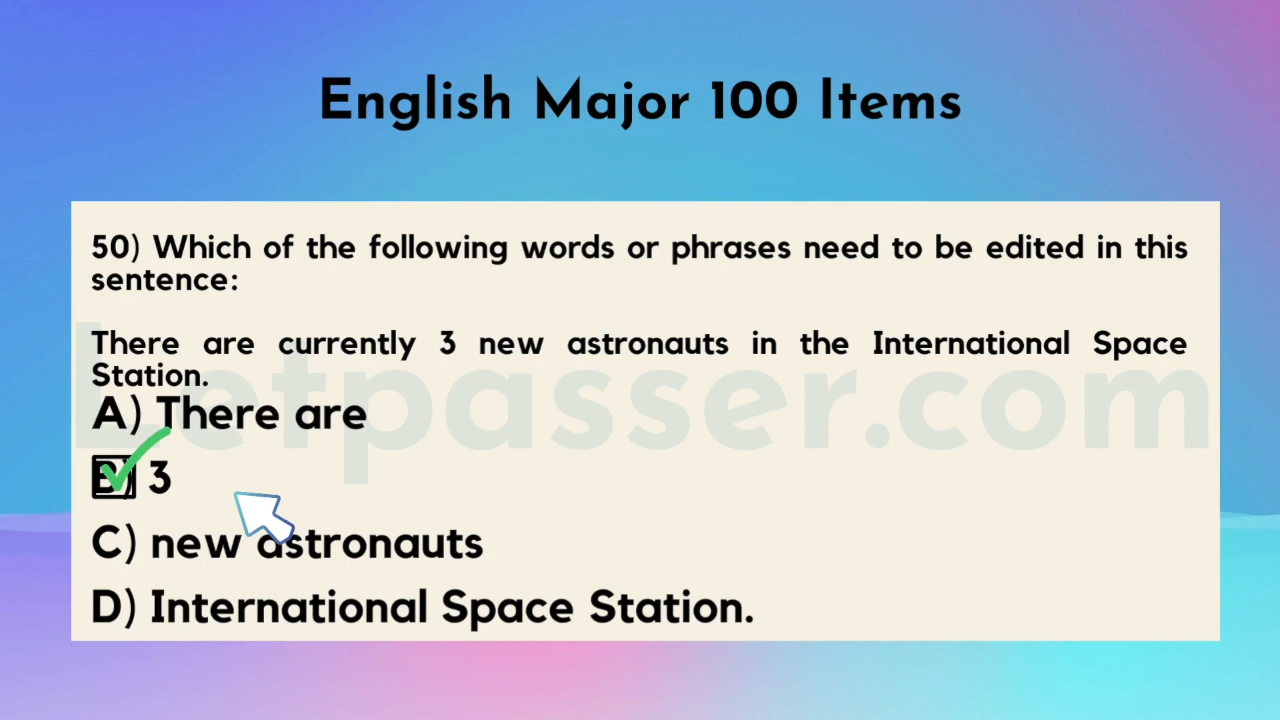 English Major 100 Items
50) Which of the following words or phrases need to be edited in this
sentence:
There are currently 3 new astronauts in the International Space
Station.
A) There are
B) 3
C) new astronauts
D) International Space Station.
Letpasser.com